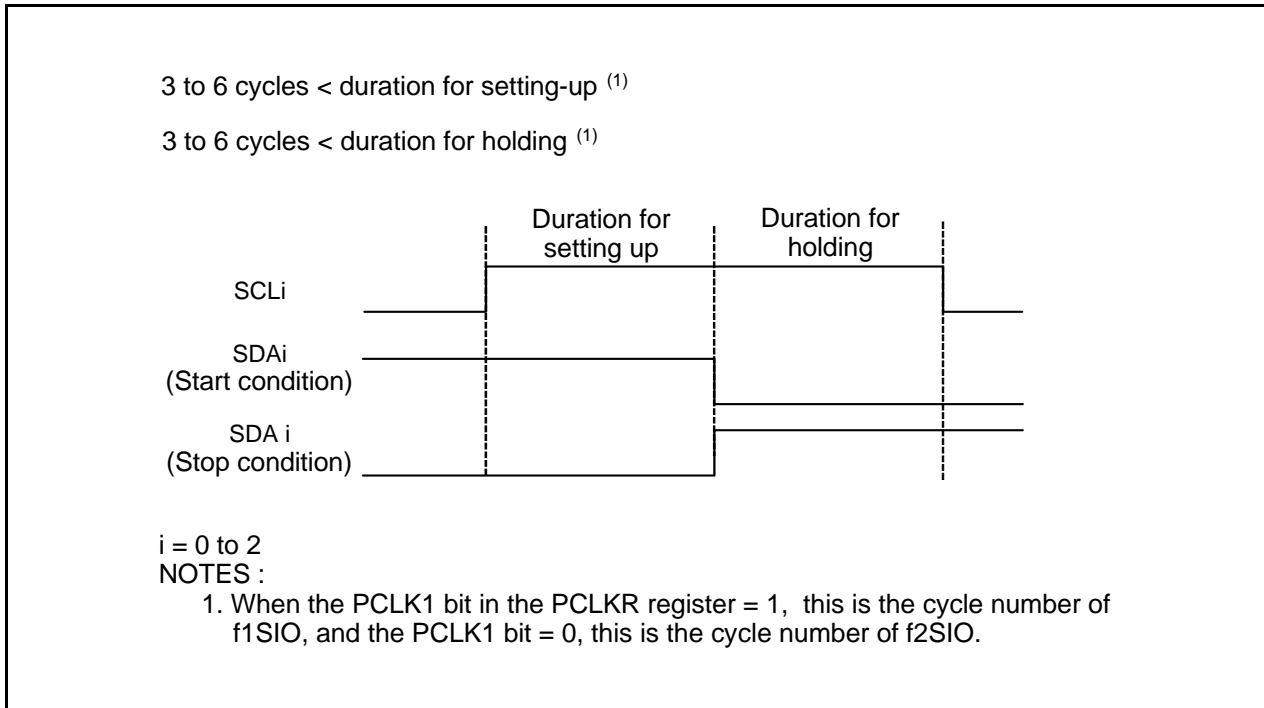 3 to 6 cycles < duration for setting-up (1)
3 to 6 cycles < duration for holding (1)
Duration for
setting up
Duration for
holding
SCLi
SDAi
(Start condition)
SDA i
(Stop condition)
i = 0 to 2
NOTES :
1. When the PCLK1 bit in the PCLKR register = 1, this is the cycle number of
f1SIO, and the PCLK1 bit = 0, this is the cycle number of f2SIO.